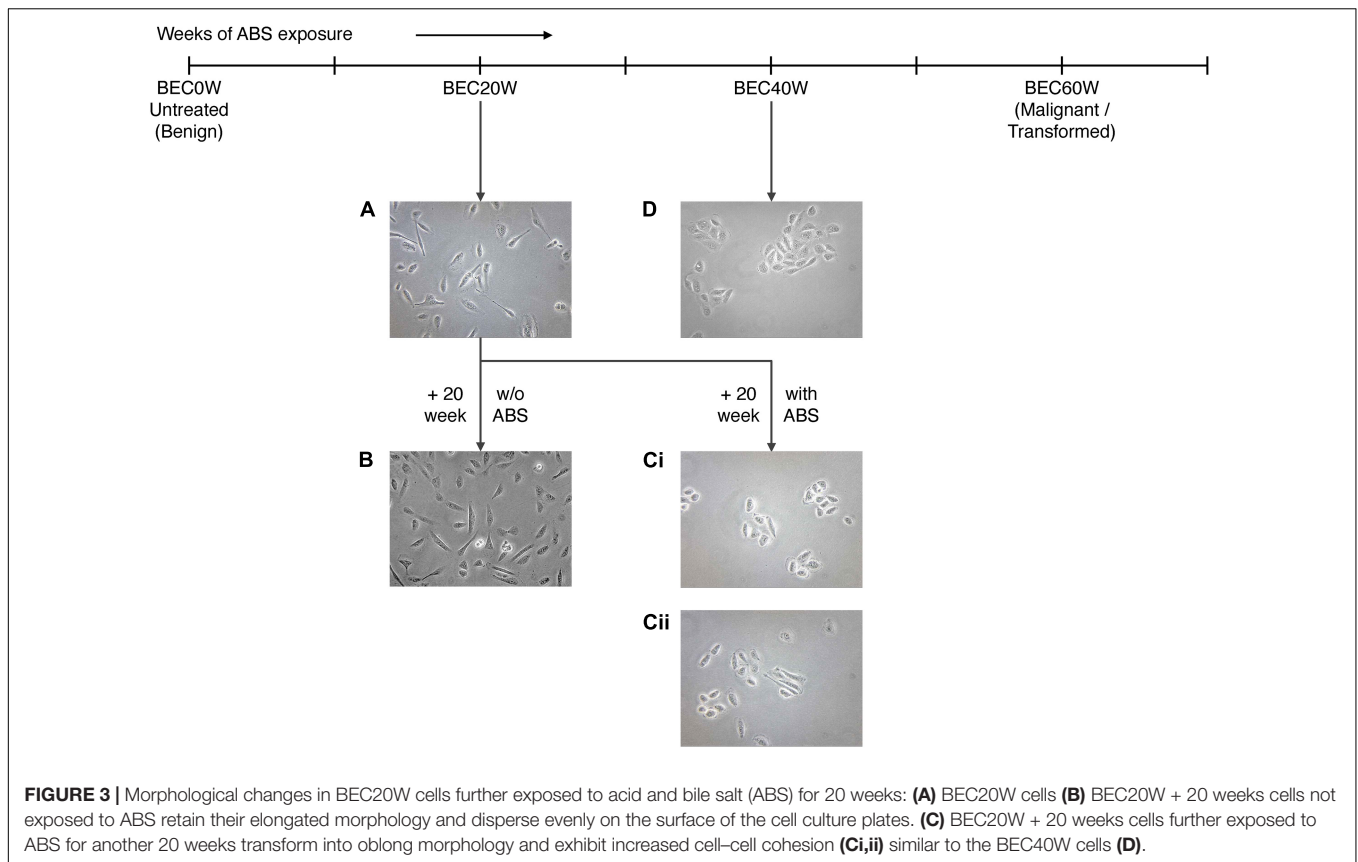 Weeks of ABS exposure
BEC0W
Untreated
(Benign)
BEC20W
BEC40W
BEC60W
(Malignant /
Transformed)
A
D
+ 20
week
w/o
ABS
+ 20
week
with
ABS
B
Ci
Cii
FIGURE 3 | Morphological changes in BEC20W cells further exposed to acid and bile salt (ABS) for 20 weeks: (A) BEC20W cells (B) BEC20W + 20 weeks cells not
exposed to ABS retain their elongated morphology and disperse evenly on the surface of the cell culture plates. (C) BEC20W + 20 weeks cells further exposed to
ABS for another 20 weeks transform into oblong morphology and exhibit increased cell–cell cohesion (Ci,ii) similar to the BEC40W cells (D).